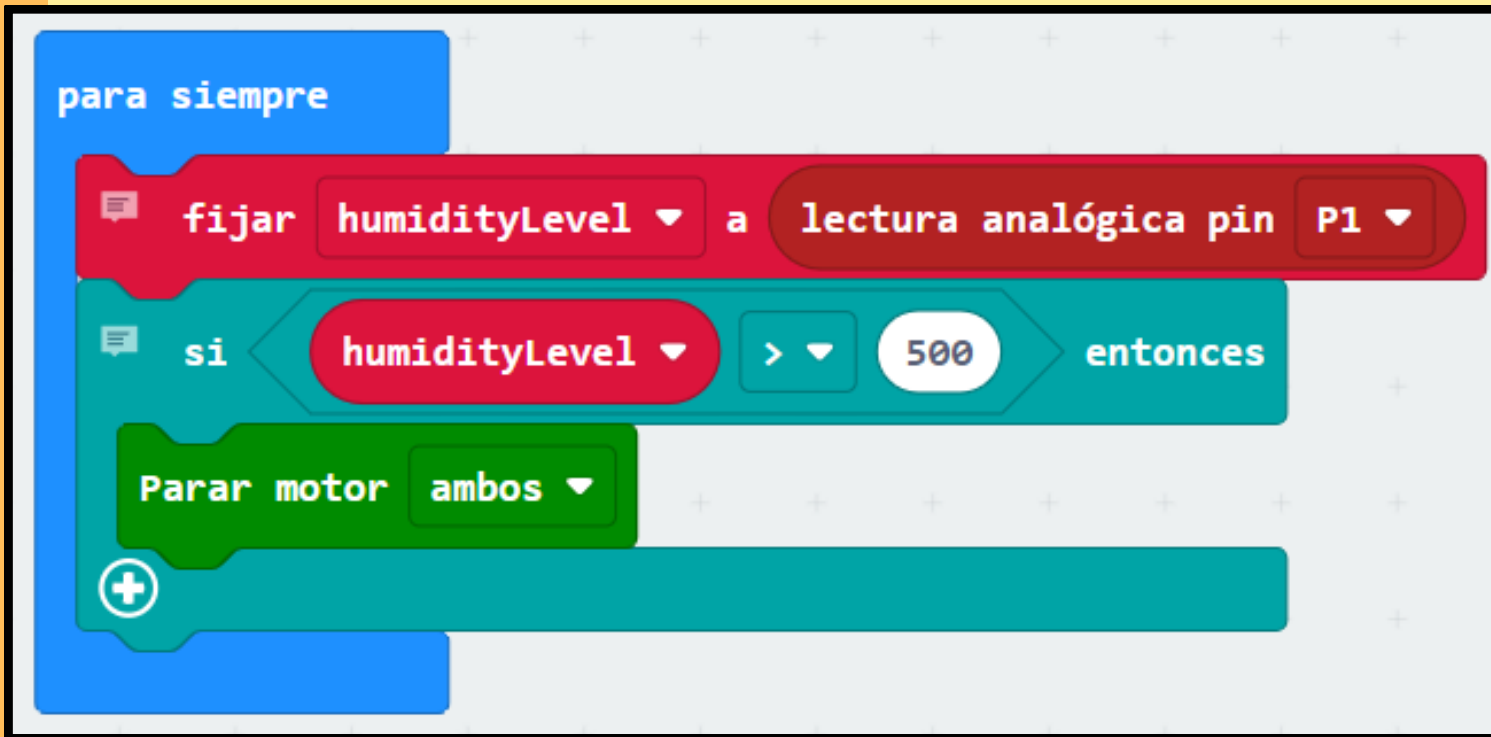 para siempre
fijar humidityLevel a lectura analógica pin P1
si humidityLevel > 500 entonces
Parar motor ambos